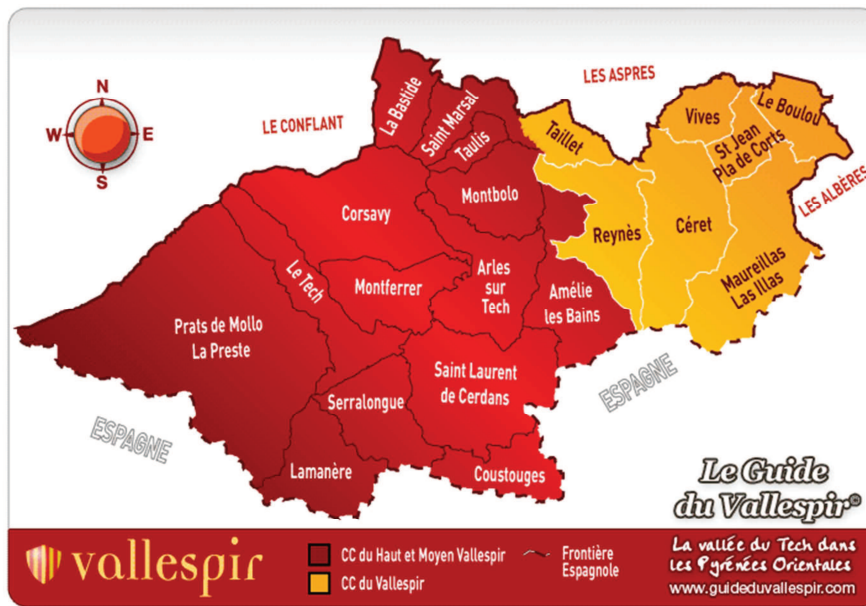 N
W
E
S
LE CONFLANT
LES ASPRES
LES ALBÈRES
La Bastide
Saint Marsal
Taulis
Taillet
Vives
Le Boulou
St Jean
Pla de Corts
Corsavy
Montbolo
Reynès
Céret
Maureillas
Las Illas
Le Tech
Montferrer
Arles
sur
Tech
Amélie
les Bains
Prats de Mollo
La Preste
Saint Laurent
de Cerdans
Serralongue
Lamanère
Coustouges
ESPAGNE
ESPAGNE
Le Guide
du Vallespir®
vallespir
CC du Haut et Moyen Vallespir
CC du Vallespir
Frontière
Espagnole
La vallée du Tech dans
les Pyrénées Orientales
www.guideduvallespir.com